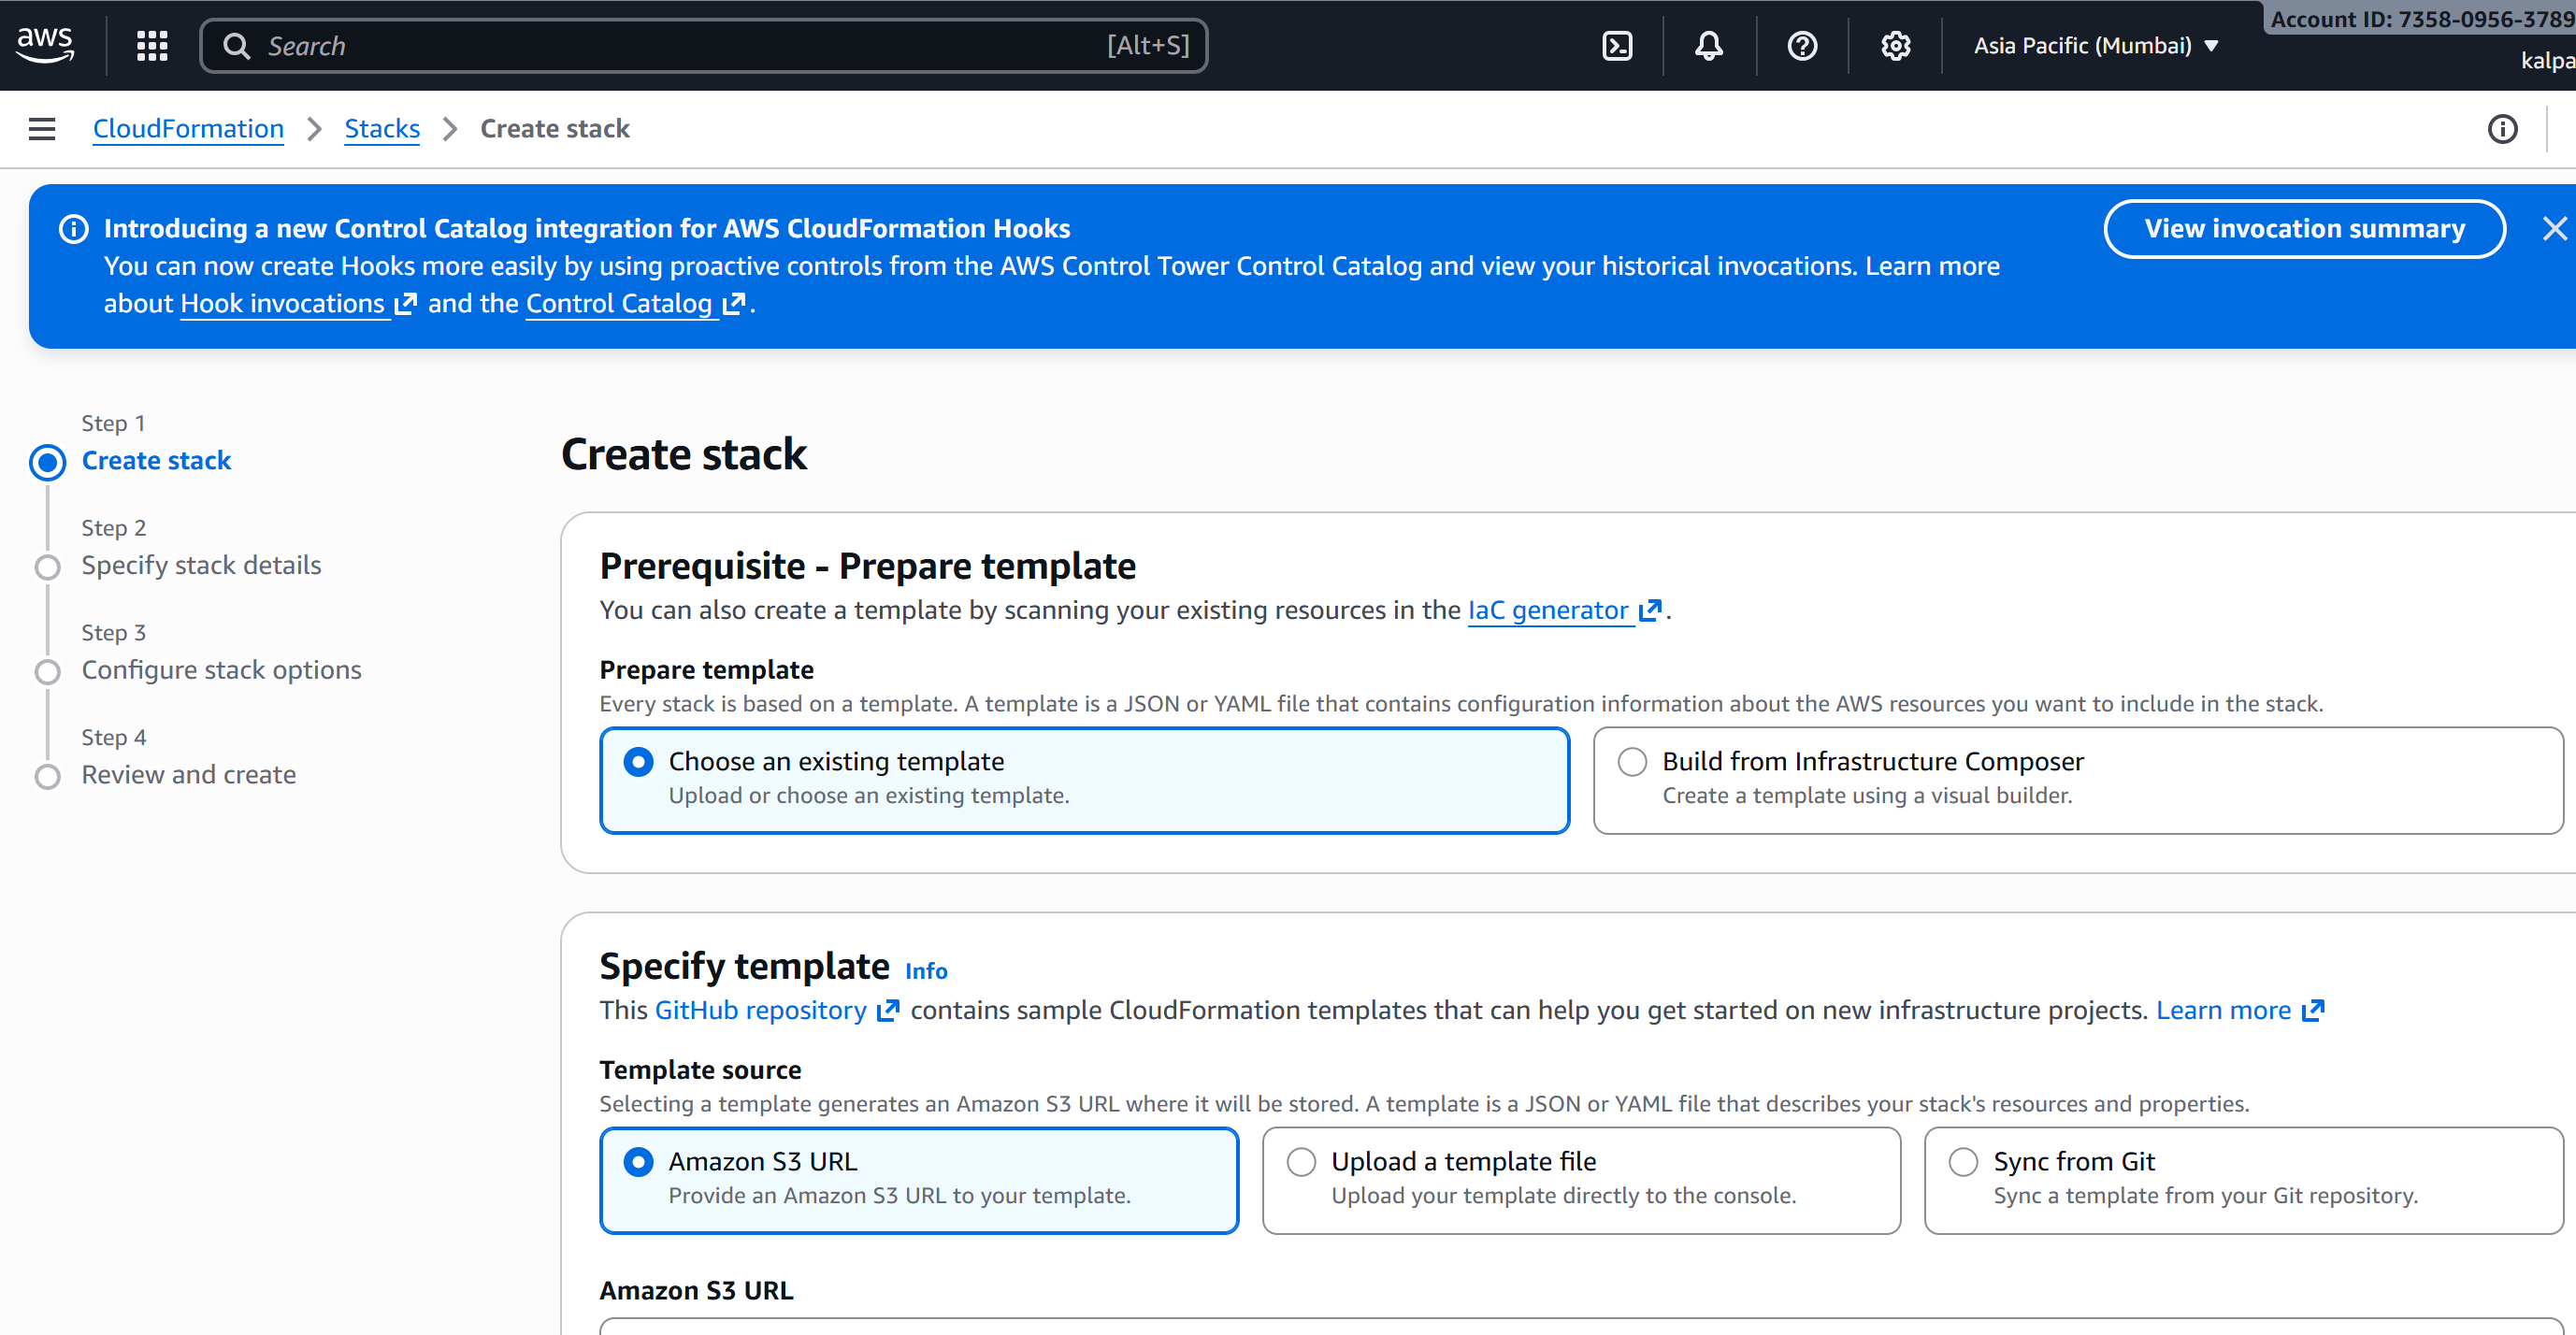 aws
Search
[Alt+S]
Asia Pacific (Mumbai)
Account ID: 7358-0956-3789
kalpa
CloudFormation
Stacks
Create stack
Introducing a new Control Catalog integration for AWS CloudFormation Hooks
You can now create Hooks more easily by using proactive controls from the AWS Control Tower Control Catalog and view your historical invocations. Learn more
about Hook invocations and the Control Catalog .
View invocation summary
Step 1
Create stack
Step 2
Specify stack details
Step 3
Configure stack options
Step 4
Review and create
Create stack
Prerequisite - Prepare template
You can also create a template by scanning your existing resources in the IaC generator .
Prepare template
Every stack is based on a template. A template is a JSON or YAML file that contains configuration information about the AWS resources you want to include in the stack.
Choose an existing template
Upload or choose an existing template.
Build from Infrastructure Composer
Create a template using a visual builder.
Specify template Info
This GitHub repository contains sample CloudFormation templates that can help you get started on new infrastructure projects. Learn more
Template source
Selecting a template generates an Amazon S3 URL where it will be stored. A template is a JSON or YAML file that describes your stack's resources and properties.
Amazon S3 URL
Provide an Amazon S3 URL to your template.
Upload a template file
Upload your template directly to the console.
Sync from Git
Sync a template from your Git repository.
Amazon S3 URL